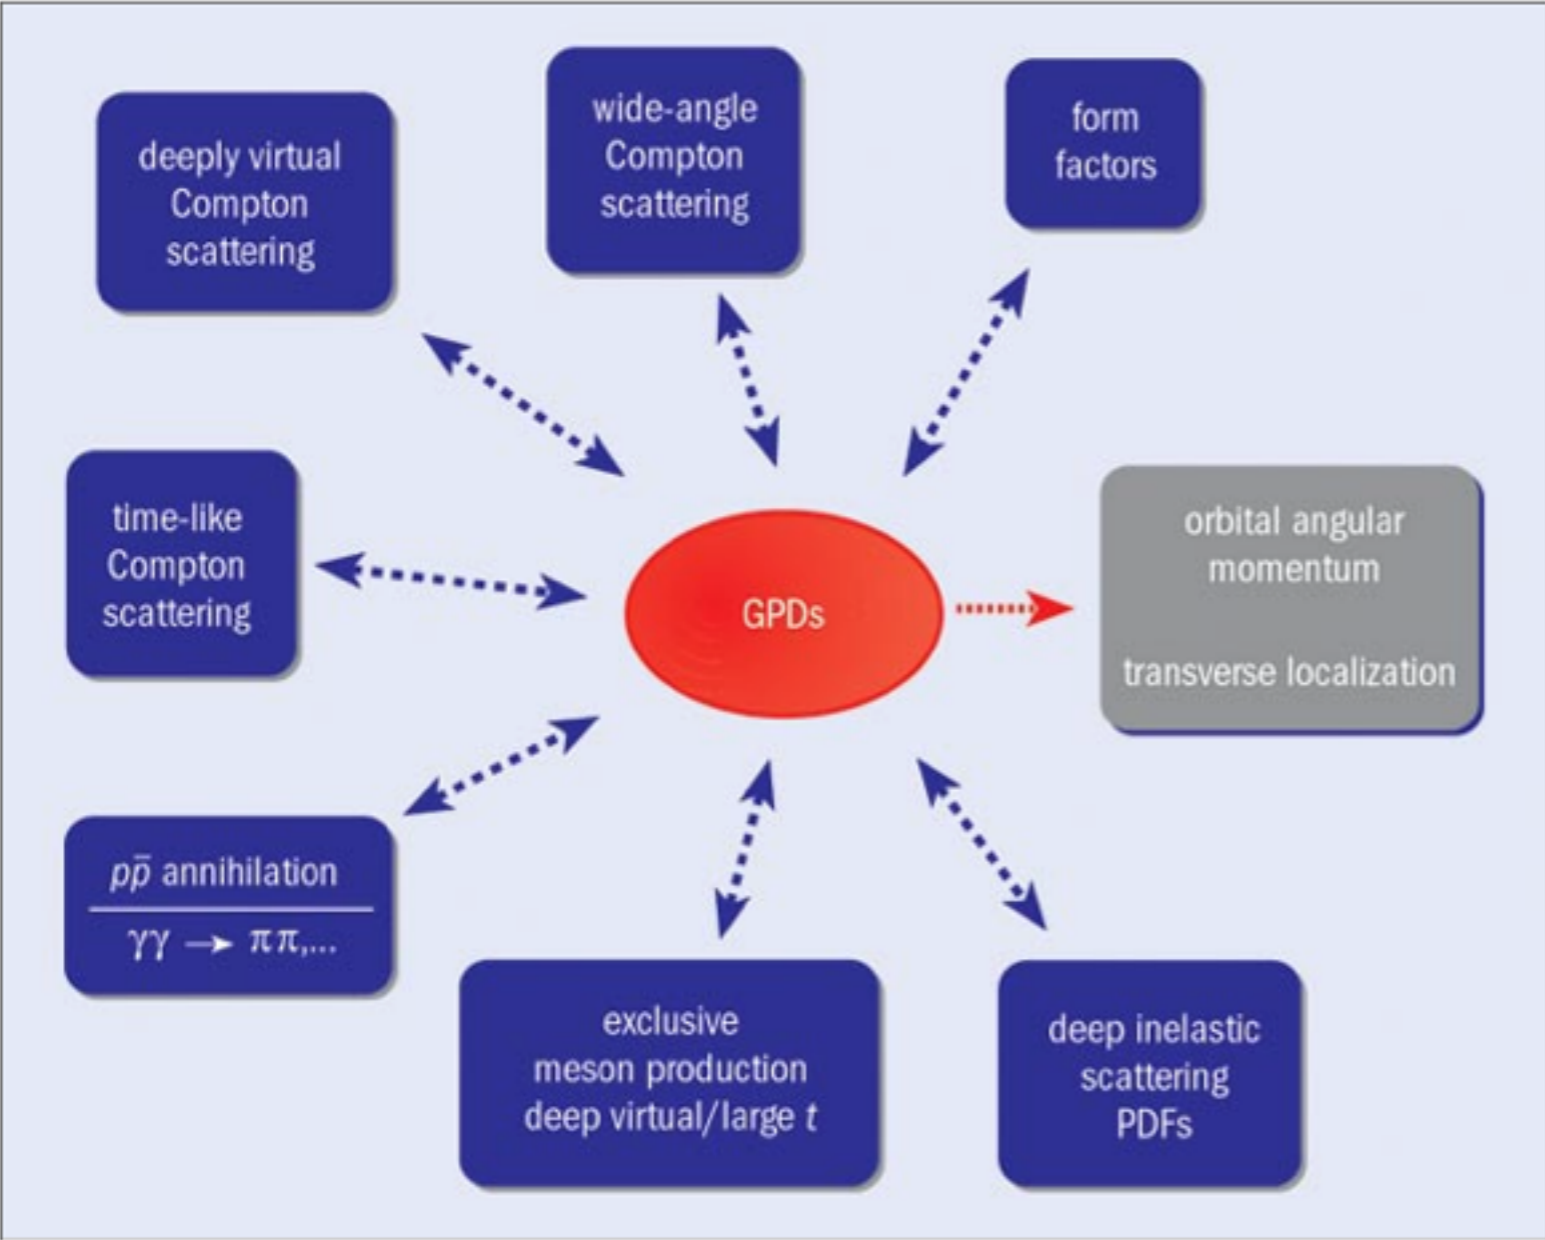 deeply virtual
Compton
scattering
wide-angle
Compton
scattering
form
factors
time-like
Compton
scattering
GPDs
orbital angular
momentum
transverse localization
pp̄ annihilation
γγ → ππ,...
exclusive
meson production
deep virtual/large t
deep inelastic
scattering
PDFs